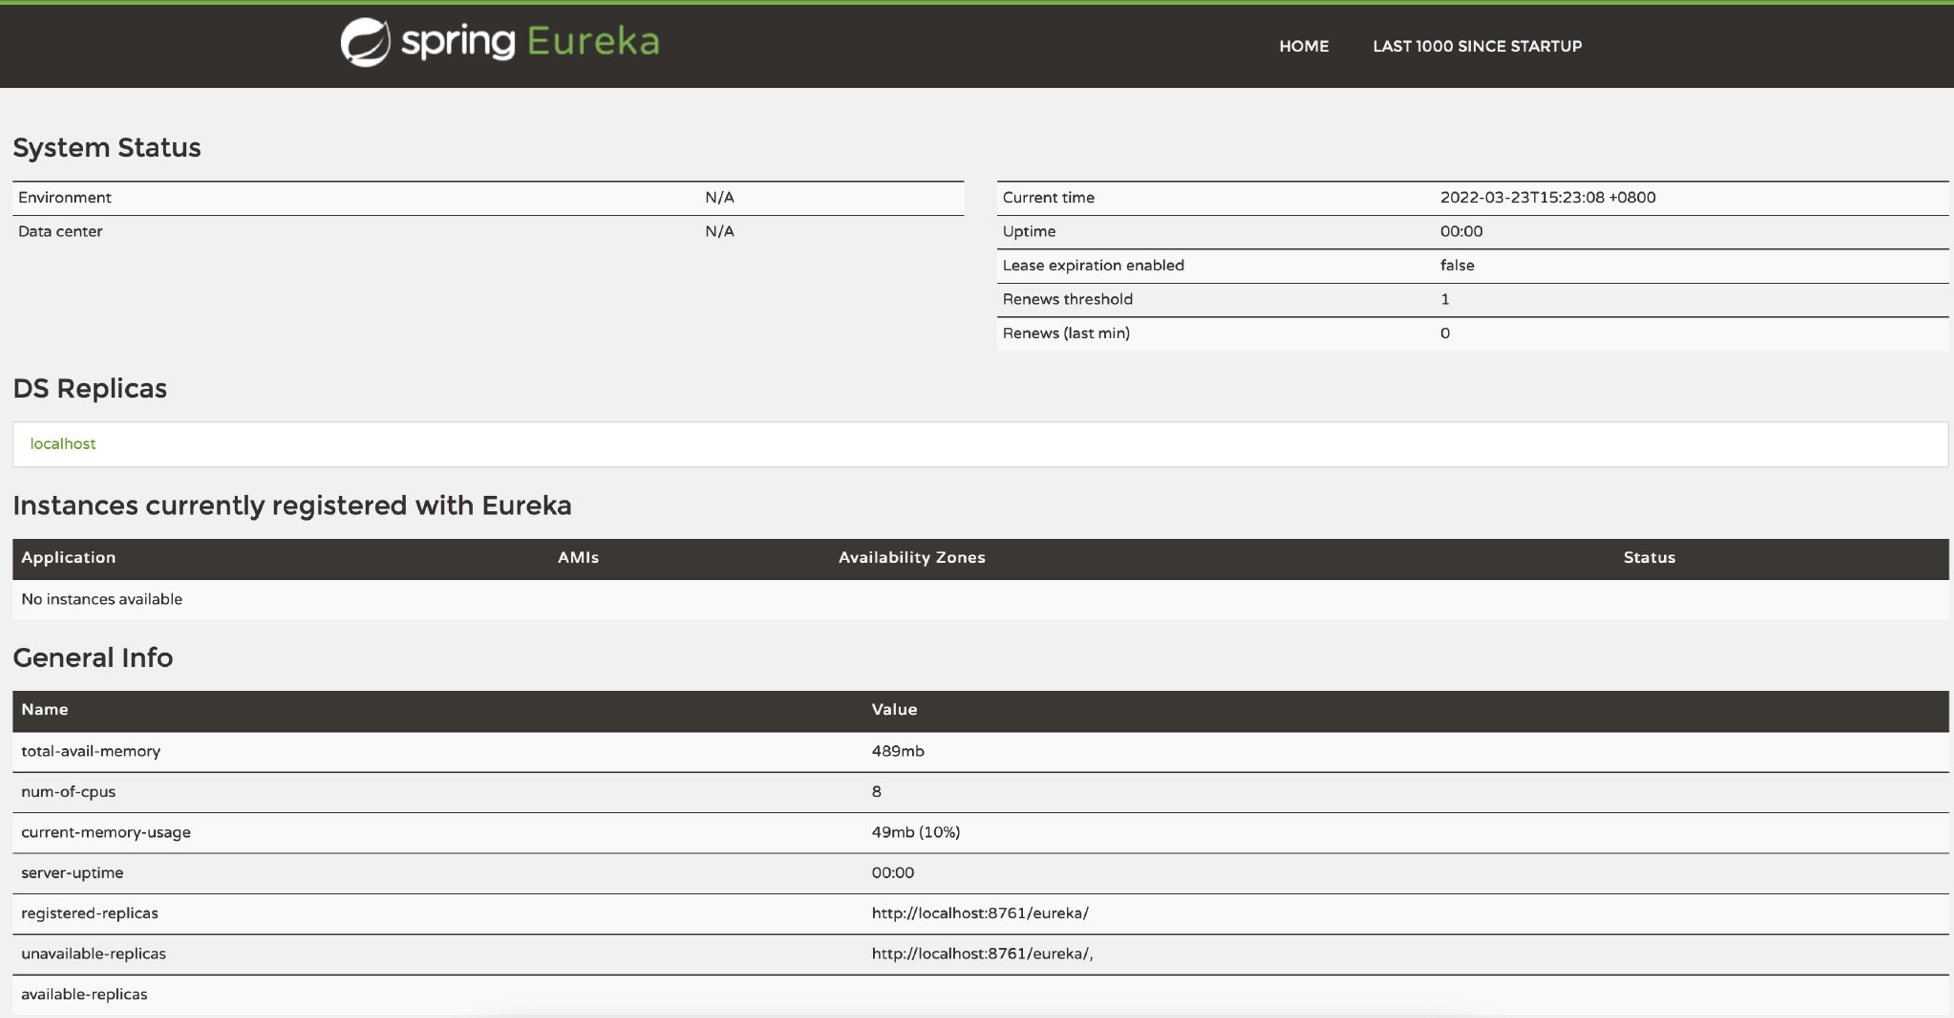 spring Eureka
HOME LAST 1000 SINCE STARTUP
System Status
Environment N/A
Data center N/A
Current time 2022-03-23T15:23:08 +0800
Uptime 00:00
Lease expiration enabled false
Renews threshold 1
Renews (last min) 0
DS Replicas
localhost
Instances currently registered with Eureka
Application AMIs Availability Zones Status
No instances available
General Info
Name Value
total-avail-memory 489mb
num-of-cpus 8
current-memory-usage 49mb (10%)
server-uptime 00:00
registered-replicas http://localhost:8761/eureka/
unavailable-replicas http://localhost:8761/eureka/,
available-replicas